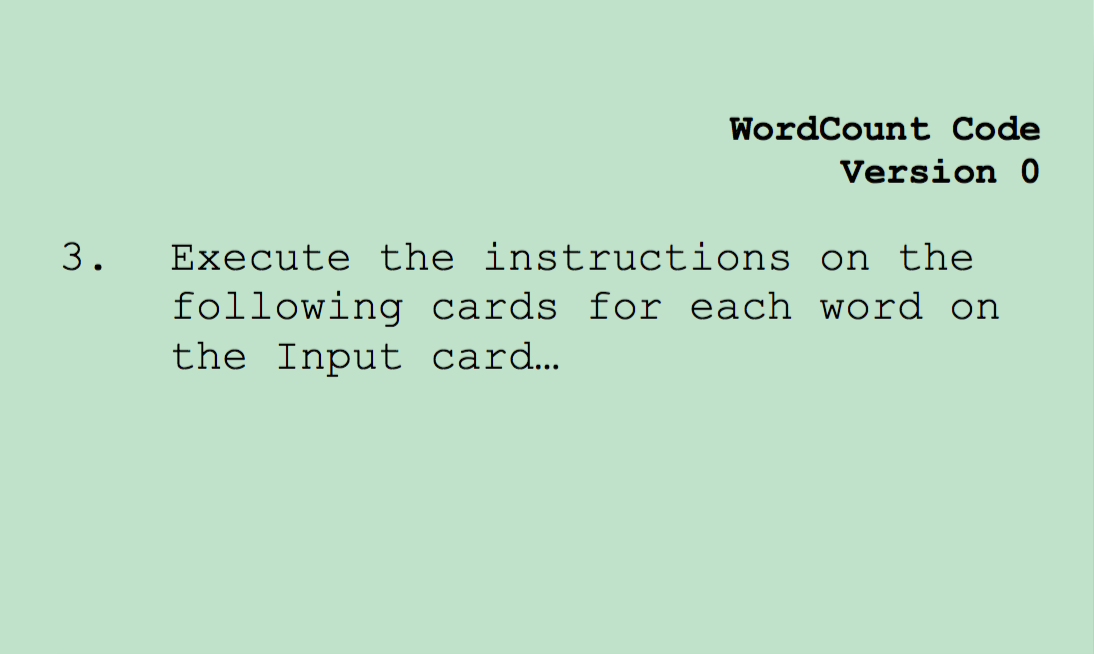 WordCount Code
Version 0
3. Execute the instructions on the
following cards for each word on
the Input card…